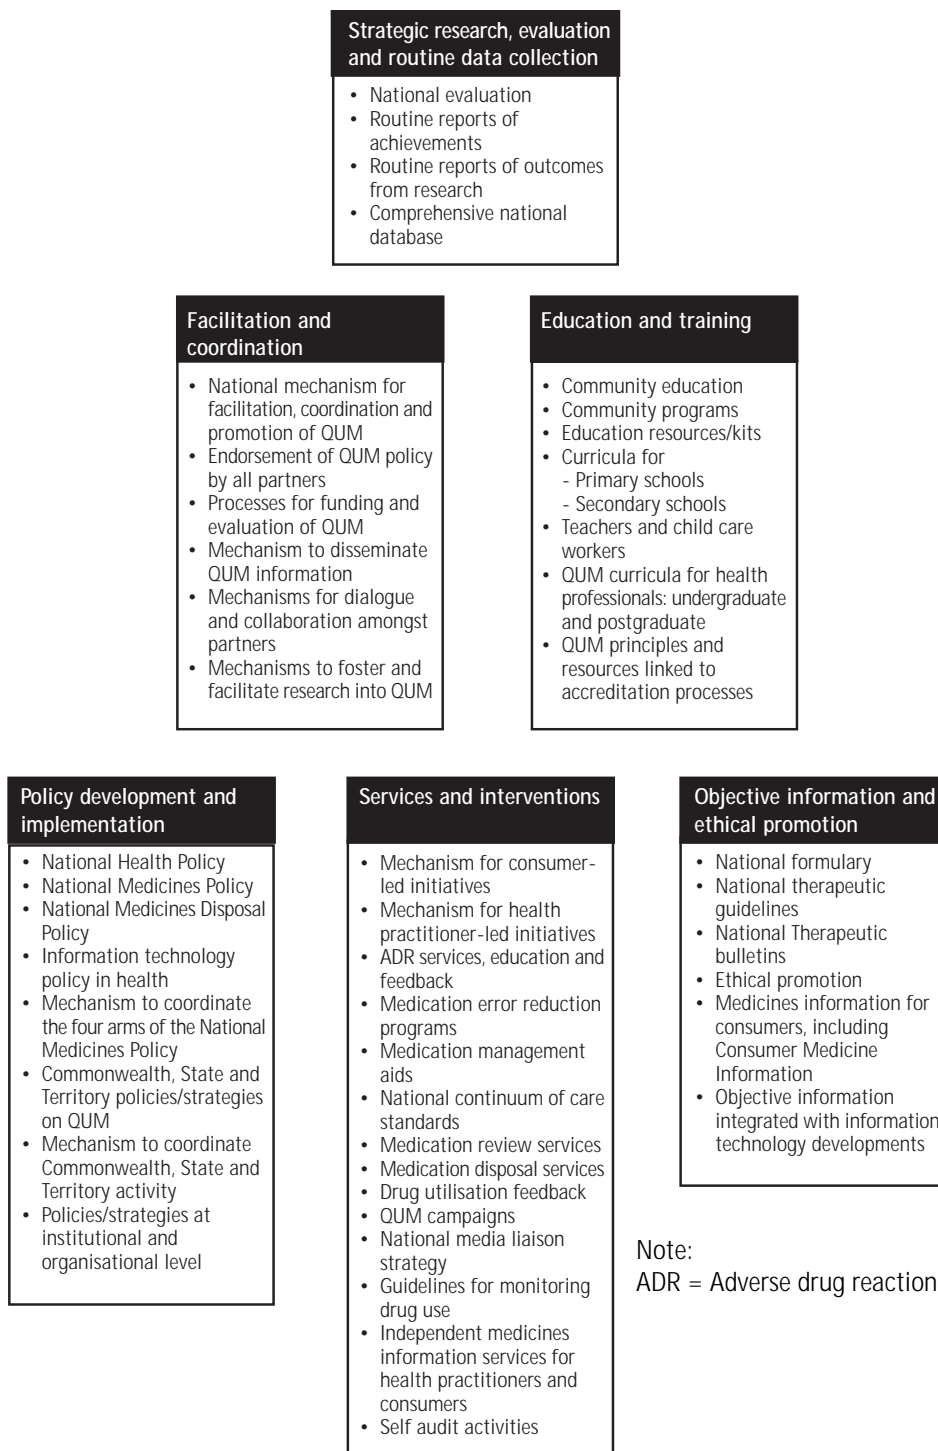 Strategic research, evaluation
and routine data collection
• National evaluation
• Routine reports of
achievements
• Routine reports of outcomes
from research
• Comprehensive national
database
Facilitation and
coordination
• National mechanism for
facilitation, coordination and
promotion of QUM
• Endorsement of QUM policy
by all partners
• Processes for funding and
evaluation of QUM
• Mechanism to disseminate
QUM information
• Mechanisms for dialogue
and collaboration amongst
partners
• Mechanisms to foster and
facilitate research into QUM
Education and training
• Community education
• Community programs
• Education resources/kits
• Curricula for
- Primary schools
- Secondary schools
• Teachers and child care
workers
• QUM curricula for health
professionals: undergraduate
and postgraduate
• QUM principles and
resources linked to
accreditation processes
Policy development and
implementation
• National Health Policy
• National Medicines Policy
• National Medicines Disposal
Policy
• Information technology
policy in health
• Mechanism to coordinate
the four arms of the National
Medicines Policy
• Commonwealth, State and
Territory policies/strategies
on QUM
• Mechanism to coordinate
Commonwealth, State and
Territory activity
• Policies/strategies at
institutional and
organisational level
Services and interventions
• Mechanism for consumer-
led initiatives
• Mechanism for health
practitioner-led initiatives
• ADR services, education and
feedback
• Medication error reduction
programs
• Medication management
aids
• National continuum of care
standards
• Medication review services
• Medication disposal services
• Drug utilisation feedback
• QUM campaigns
• National media liaison
strategy
• Guidelines for monitoring
drug use
• Independent medicines
information services for
health practitioners and
consumers
• Self audit activities
Objective information and
ethical promotion
• National formulary
• National therapeutic
guidelines
• National Therapeutic
bulletins
• Ethical promotion
• Medicines information for
consumers, including
Consumer Medicine
Information
• Objective information
integrated with information
technology developments
Note:
ADR = Adverse drug reaction